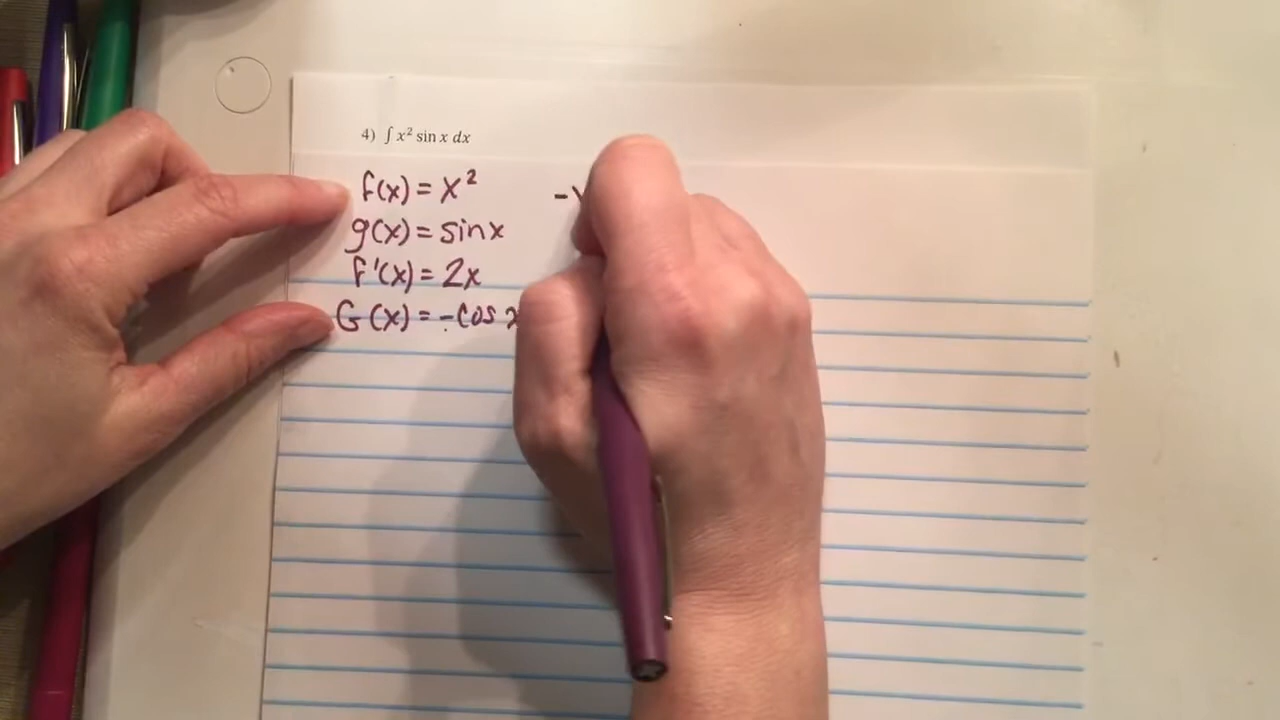 4) ∫ x² sin x dx
f(x) = x²
g(x) = sin x
f'(x) = 2x
G(x) = -cos x
-x